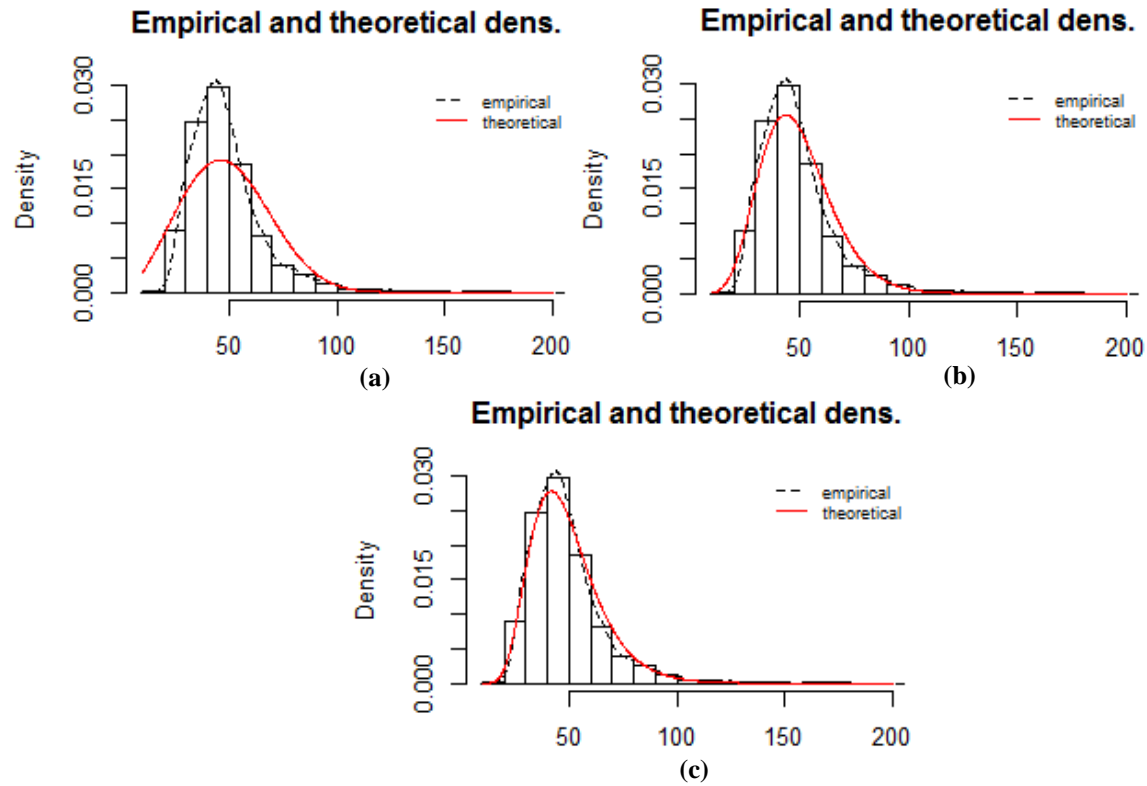 Empirical and theoretical dens.
Density
0.000 0.015 0.030
empirical
theoretical
50 100 150 200
(a)
Empirical and theoretical dens.
Density
0.000 0.015 0.030
empirical
theoretical
50 100 150 200
(b)
Empirical and theoretical dens.
Density
0.000 0.015 0.030
empirical
theoretical
50 100 150 200
(c)